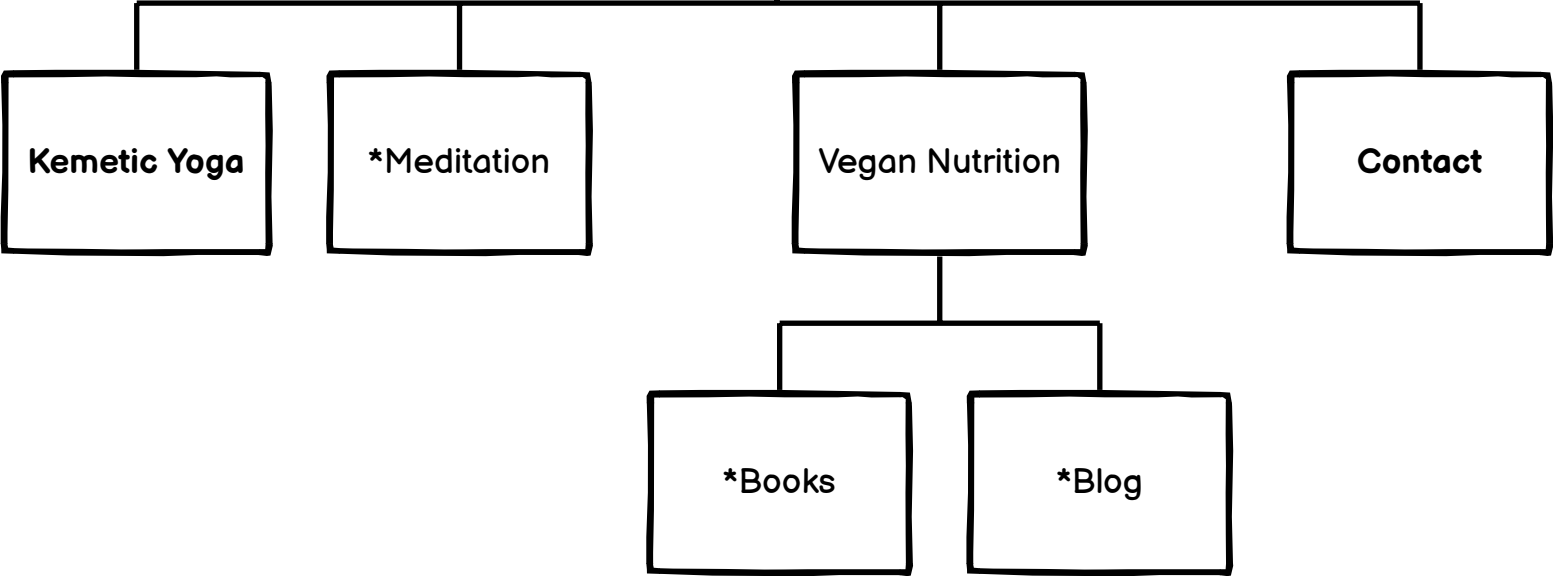 Kemetic Yoga
*Meditation
Vegan Nutrition
Contact
*Books
*Blog